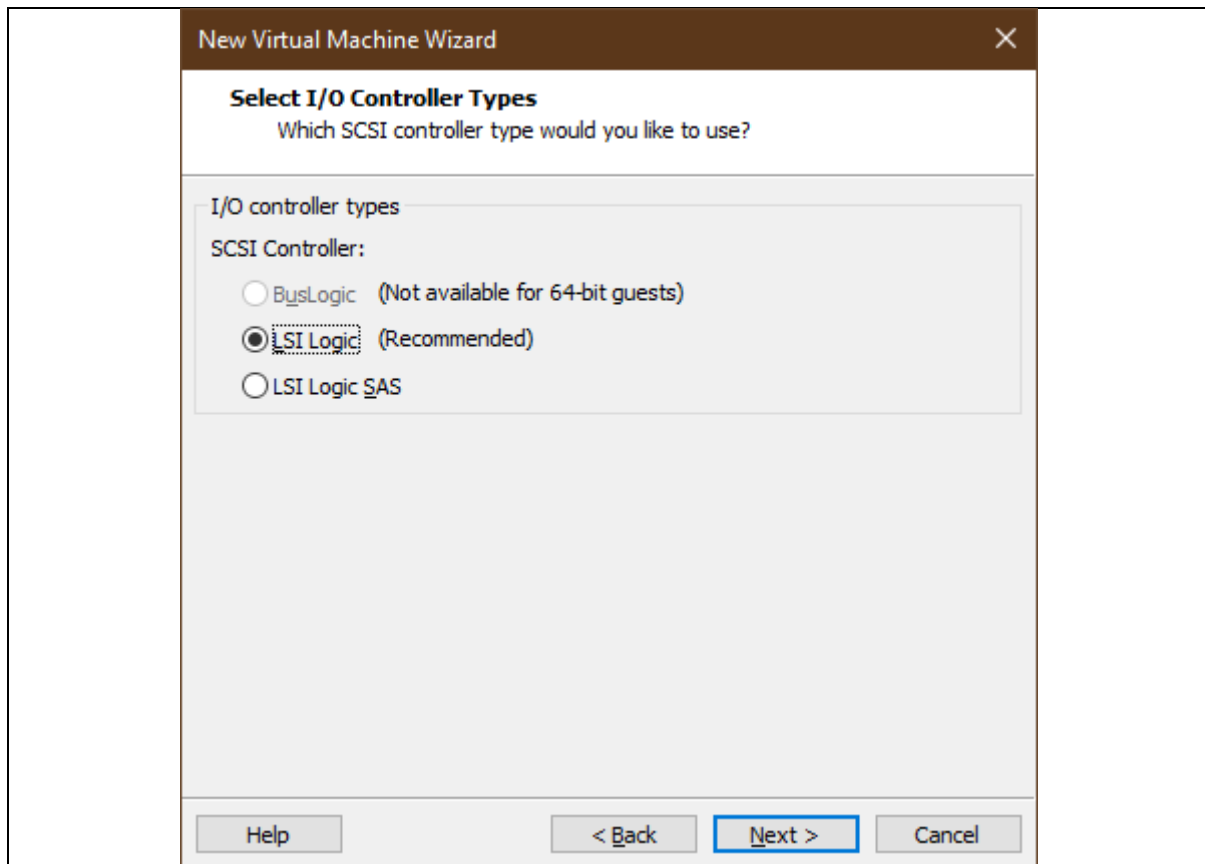 New Virtual Machine Wizard
Select I/O Controller Types
Which SCSI controller type would you like to use?
I/O controller types
SCSI Controller:
BusLogic (Not available for 64-bit guests)
LSI Logic (Recommended)
LSI Logic SAS
Help < Back Next > Cancel